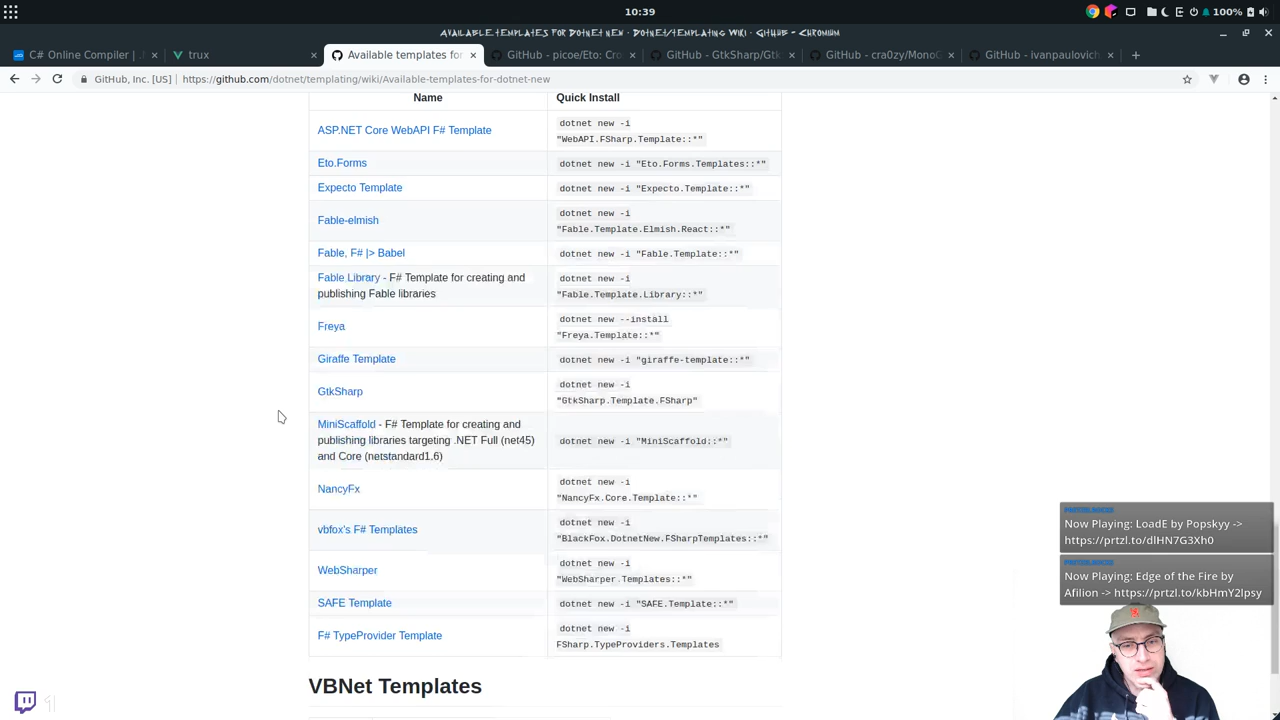 10:39
100%
AVAILABLE TEMPLATES FOR DOTNET NEW · DOTNET/TEMPLATING WIKI · GITHUB - CHROMIUM
C# Online Compiler | .
trux
Available templates for
GitHub - picoe/Eto: Cro
GitHub - GtkSharp/Gtk
GitHub - cra0zy/MonoG
GitHub - ivanpaulovich
GitHub, Inc. [US] | https://github.com/dotnet/templating/wiki/Available-templates-for-dotnet-new
Name Quick Install
ASP.NET Core WebAPI F# Template
dotnet new -i
"WebAPI.FSharp.Template::*"
Eto.Forms
dotnet new -i "Eto.Forms.Templates::*"
Expecto Template
dotnet new -i "Expecto.Template::*"
Fable-elmish
dotnet new -i
"Fable.Template.Elmish.React::*"
Fable, F# |> Babel
dotnet new -i "Fable.Template::*"
Fable Library - F# Template for creating and
publishing Fable libraries
dotnet new -i
"Fable.Template.Library::*"
Freya
dotnet new --install
"Freya.Template::*"
Giraffe Template
dotnet new -i "giraffe-template::*"
GtkSharp
dotnet new -i
"GtkSharp.Template.FSharp"
MiniScaffold - F# Template for creating and
publishing libraries targeting .NET Full (net45)
and Core (netstandard1.6)
dotnet new -i "MiniScaffold::*"
NancyFx
dotnet new -i
"NancyFx.Core.Template::*"
vbfox's F# Templates
dotnet new -i
"BlackFox.DotnetNew.FSharpTemplates::*"
WebSharper
dotnet new -i
"WebSharper.Templates::*"
SAFE Template
dotnet new -i "SAFE.Template::*"
F# TypeProvider Template
dotnet new -i
FSharp.TypeProviders.Templates
VBNet Templates
PRTZLROCKS
Now Playing: LoadE by Popskyy ->
https://prtzl.to/dlHN7G3Xh0
Now Playing: Edge of the Fire by
Afilion -> https://prtzl.to/kbHmY2lpsy
1